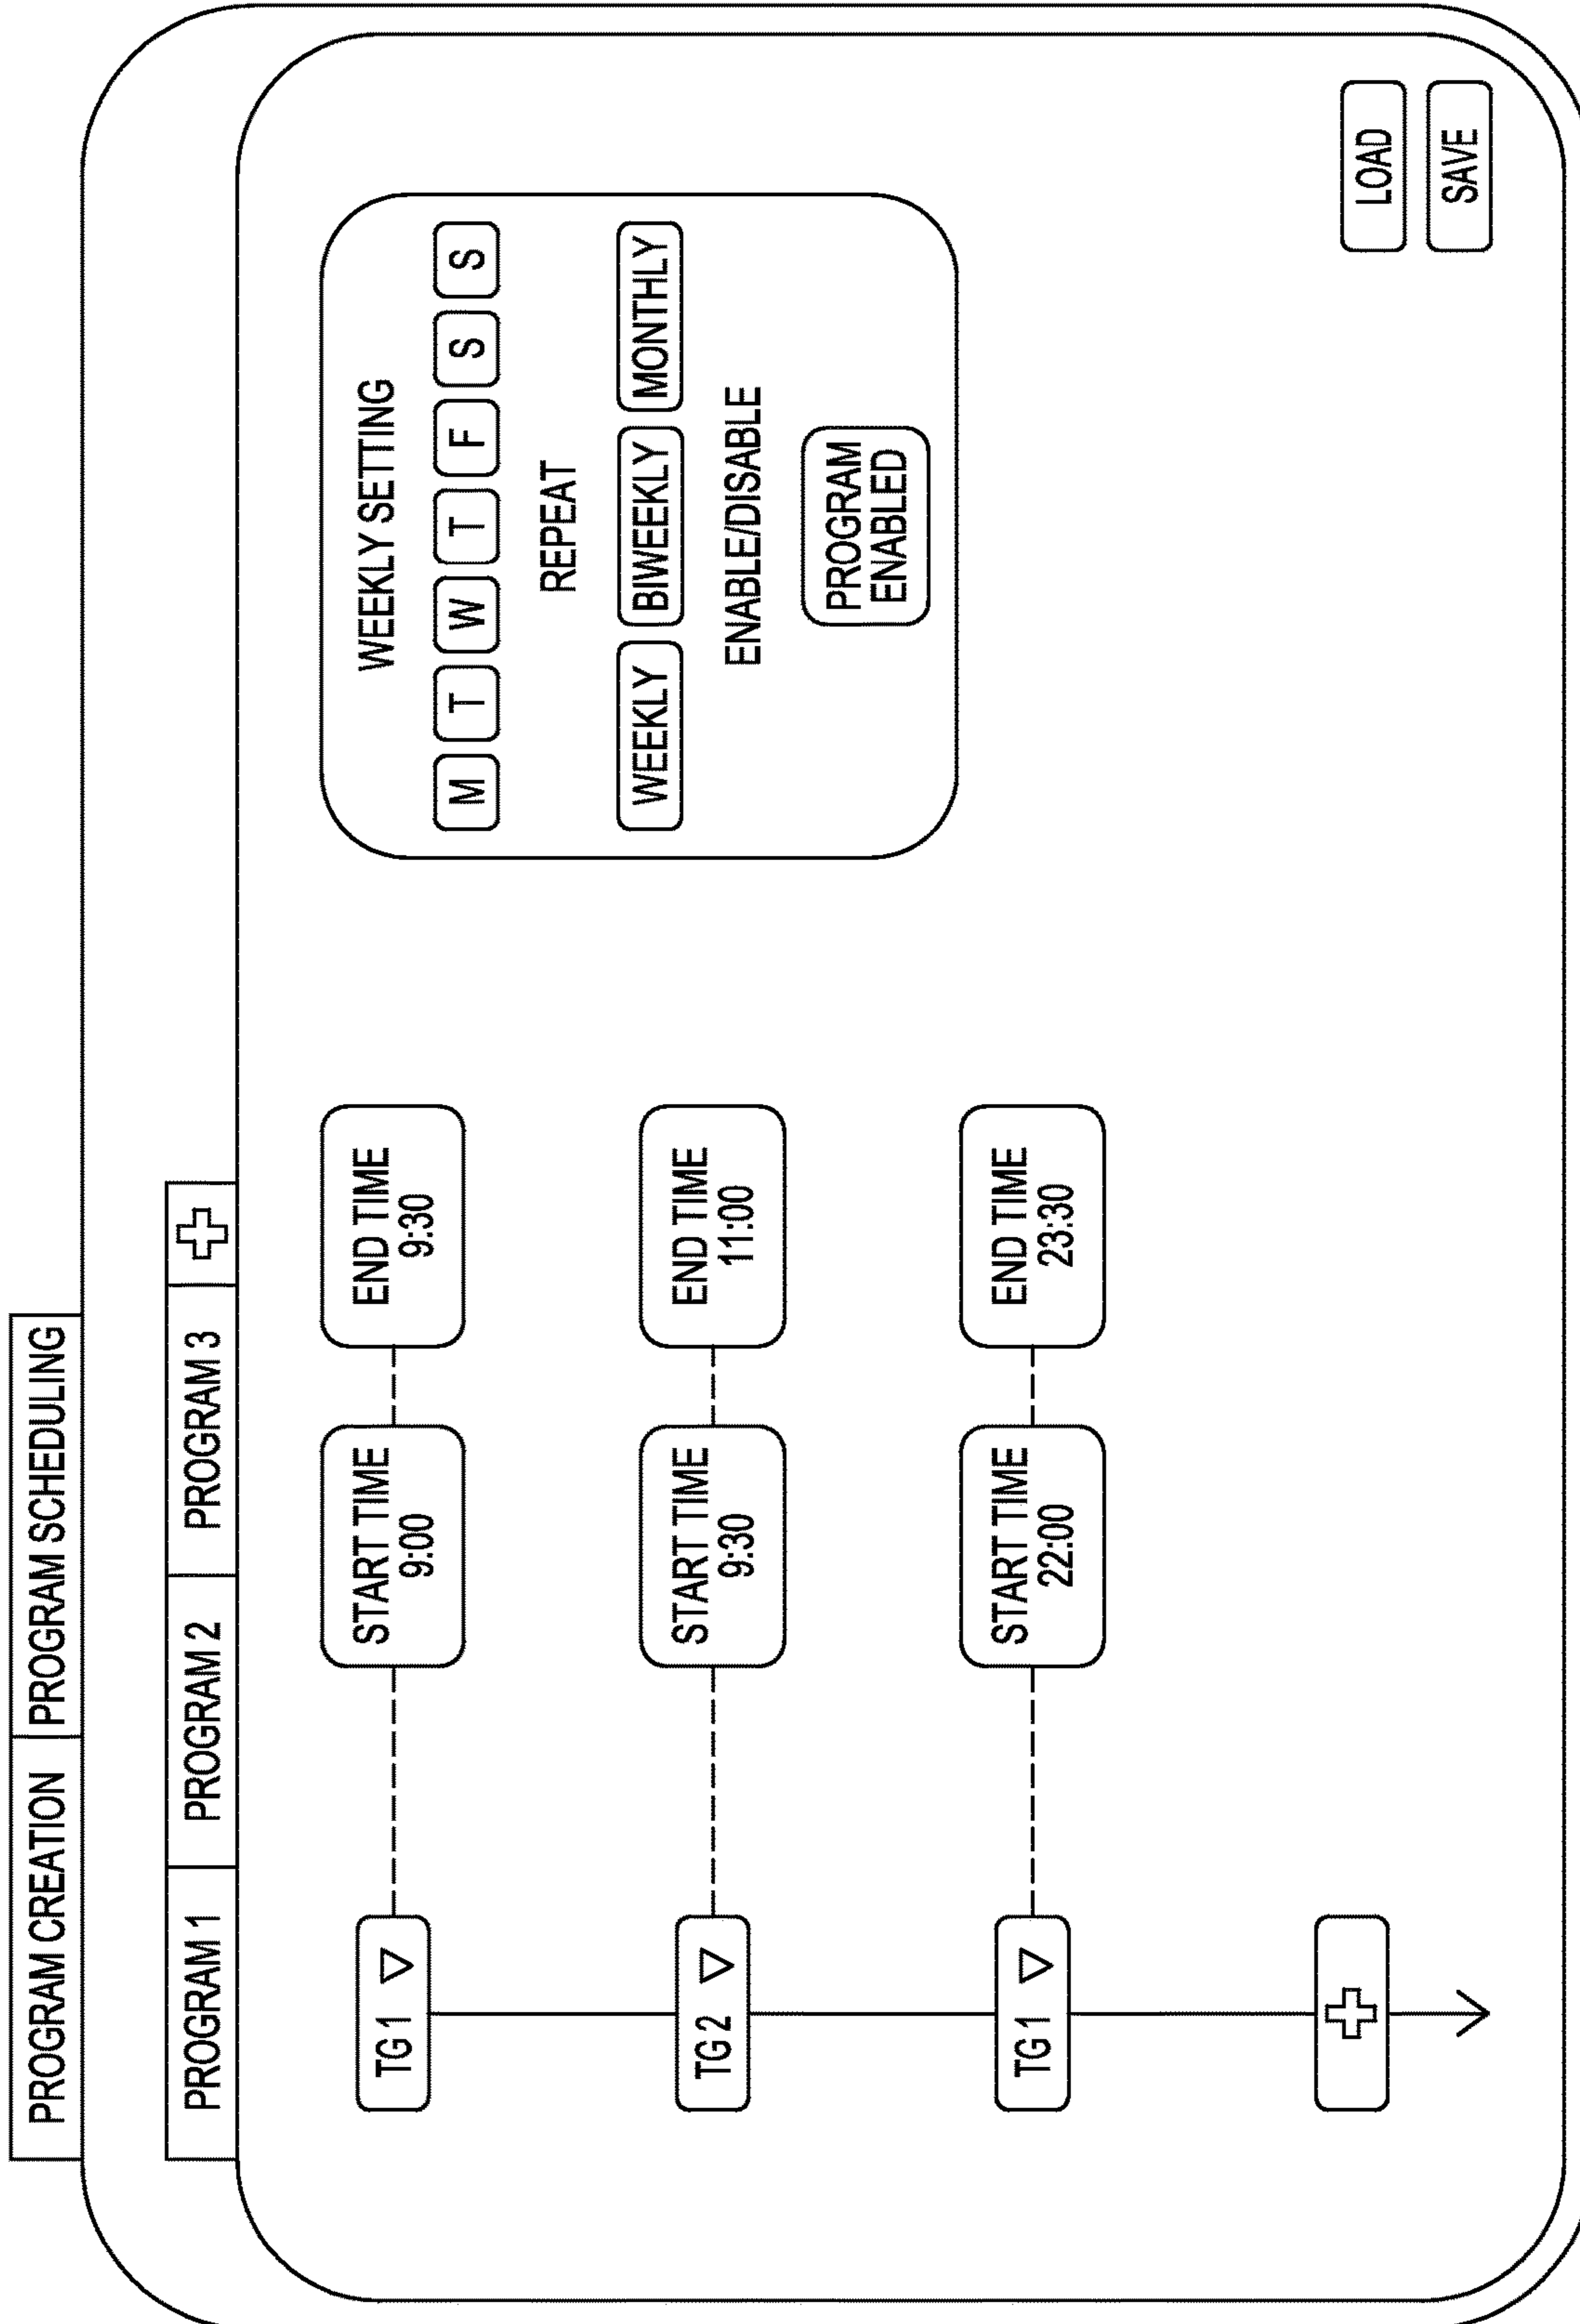 PROGRAM CREATION
PROGRAM SCHEDULING
PROGRAM 1
PROGRAM 2
PROGRAM 3
TG 1
START TIME
9:00
END TIME
9:30
TG 2
START TIME
9:30
END TIME
11:00
TG 1
START TIME
22:00
END TIME
23:30
WEEKLY SETTING
M T W T F S S
REPEAT
WEEKLY BIWEEKLY MONTHLY
ENABLE/DISABLE
PROGRAM
ENABLED
LOAD
SAVE